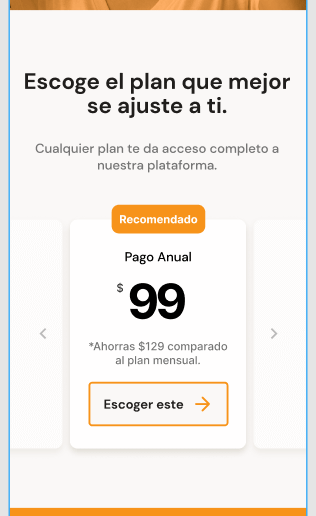 Escoge el plan que mejor
se ajuste a ti.
Cualquier plan te da acceso completo a
nuestra plataforma.
Recomendado
Pago Anual
$ 99
*Ahorras $129 comparado
al plan mensual.
Escoger este